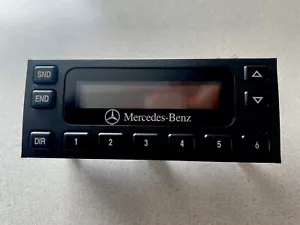 SND
END
Mercedes-Benz
DIR 1 2 3 4 5 6